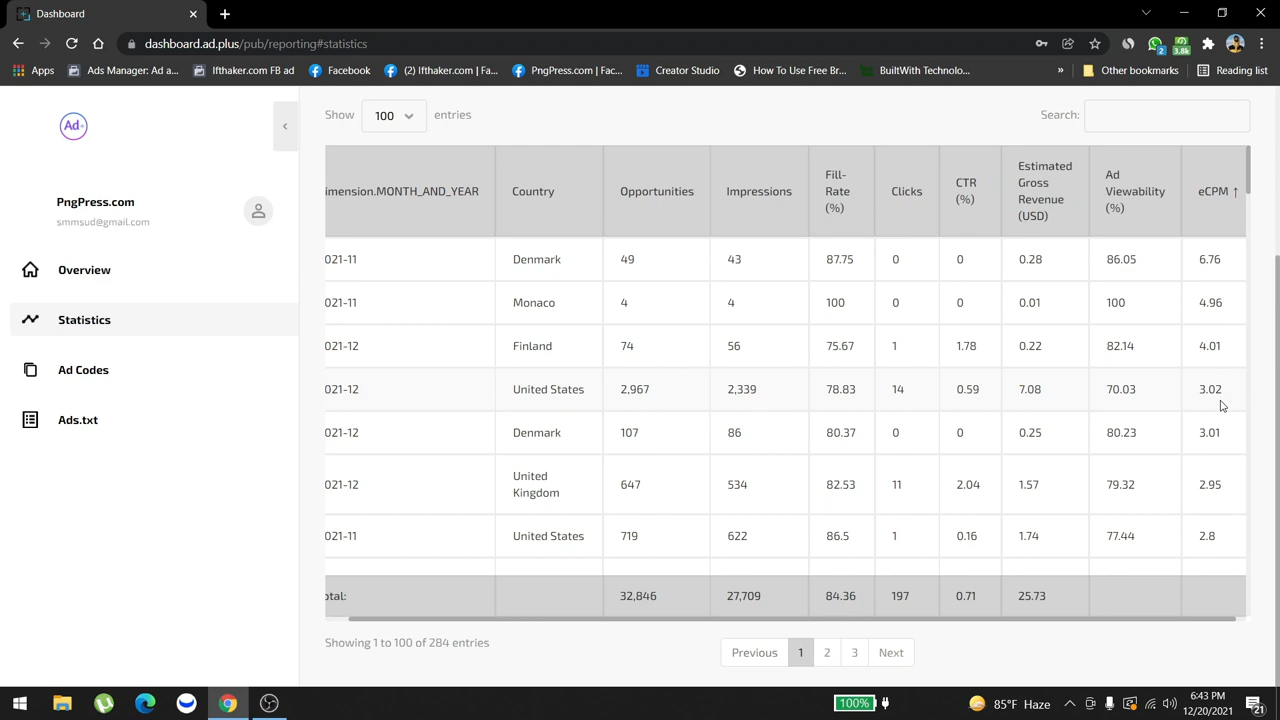 Dashboard
dashboard.ad.plus/pub/reporting#statistics
2
3.8k
Apps
Ads Manager: Ad a...
Ifthaker.com FB ad
Facebook
(2) Ifthaker.com | Fa...
PngPress.com | Fac...
Creator Studio
How To Use Free Br...
BuiltWith Technolo...
»
Other bookmarks
Reading list
Ad+
PngPress.com
smmsud@gmail.com
Overview
Statistics
Ad Codes
Ads.txt
Show 100 entries
Search:
imension.MONTH_AND_YEAR Country Opportunities Impressions Fill-Rate (%) Clicks CTR (%) Estimated Gross Revenue (USD) Ad Viewability (%) eCPM ↑
021-11 Denmark 49 43 87.75 0 0 0.28 86.05 6.76
021-11 Monaco 4 4 100 0 0 0.01 100 4.96
021-12 Finland 74 56 75.67 1 1.78 0.22 82.14 4.01
021-12 United States 2,967 2,339 78.83 14 0.59 7.08 70.03 3.02
021-12 Denmark 107 86 80.37 0 0 0.25 80.23 3.01
021-12 United Kingdom 647 534 82.53 11 2.04 1.57 79.32 2.95
021-11 United States 719 622 86.5 1 0.16 1.74 77.44 2.8
otal: 32,846 27,709 84.36 197 0.71 25.73
Showing 1 to 100 of 284 entries
Previous 1 2 3 Next
100%
85°F Haze
6:43 PM
12/20/2021
21